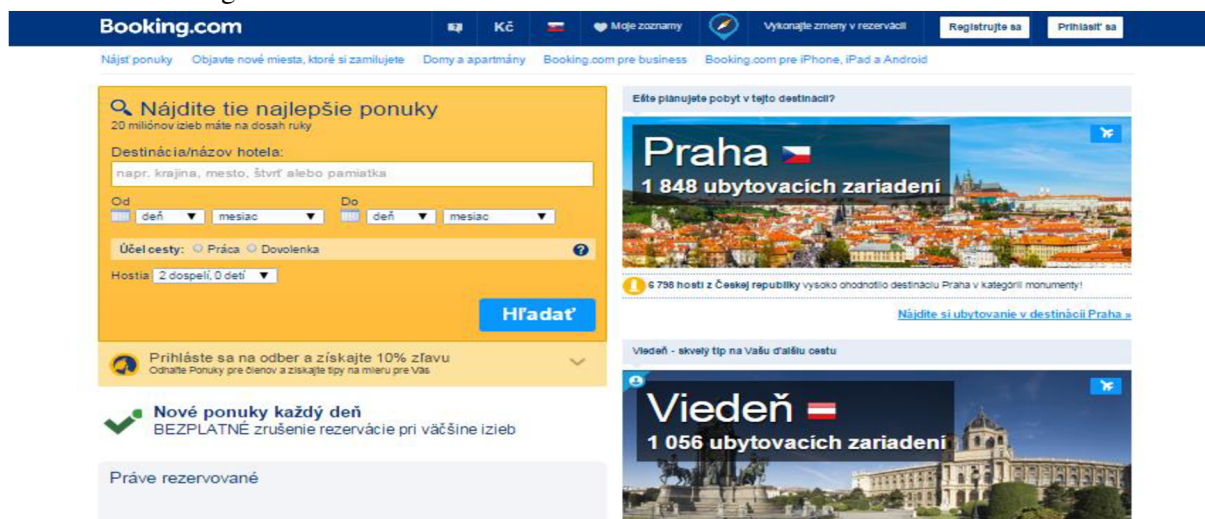 Booking.com
Kč
Moje zoznamy
Vykonajte zmeny v rezervácii
Registrujte sa
Prihlásiť sa
Nájsť ponuky
Objavte nové miesta, ktoré si zamilujete
Domy a apartmány
Booking.com pre business
Booking.com pre iPhone, iPad a Android
Nájdite tie najlepšie ponuky
20 miliónov izieb máte na dosah ruky
Destinácia/názov hotela:
napr. krajina, mesto, štvrť alebo pamiatka
Od
Do
deň
mesiac
deň
mesiac
Účel cesty: Práca Dovolenka
Hostia 2 dospelí, 0 detí
Hľadať
Prihláste sa na odber a získajte 10% zľavu
Odhaľte Ponuky pre členov a získajte tipy na mieru pre Vás
Nové ponuky každý deň
BEZPLATNÉ zrušenie rezervácie pri väčšine izieb
Práve rezervované
Ešte plánujete pobyt v tejto destinácii?
Praha
1 848 ubytovacích zariadení
6 798 hostí z Českej republiky vysoko ohodnotilo destináciu Praha v kategórii monumenty!
Nájdite si ubytovanie v destinácii Praha »
Viedeň - skvelý tip na Vašu ďalšiu cestu
Viedeň
1 056 ubytovacích zariadení